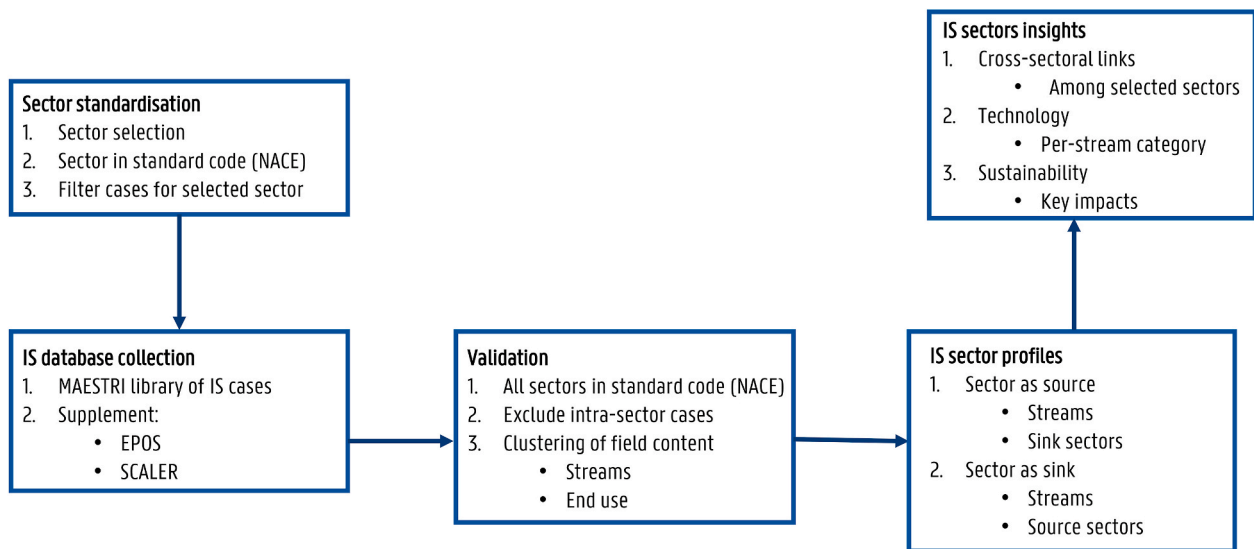 Sector standardisation
1. Sector selection
2. Sector in standard code (NACE)
3. Filter cases for selected sector
IS database collection
1. MAESTRI library of IS cases
2. Supplement:
• EPOS
• SCALER
Validation
1. All sectors in standard code (NACE)
2. Exclude intra-sector cases
3. Clustering of field content
• Streams
• End use
IS sector profiles
1. Sector as source
• Streams
• Sink sectors
2. Sector as sink
• Streams
• Source sectors
IS sectors insights
1. Cross-sectoral links
• Among selected sectors
2. Technology
• Per-stream category
3. Sustainability
• Key impacts